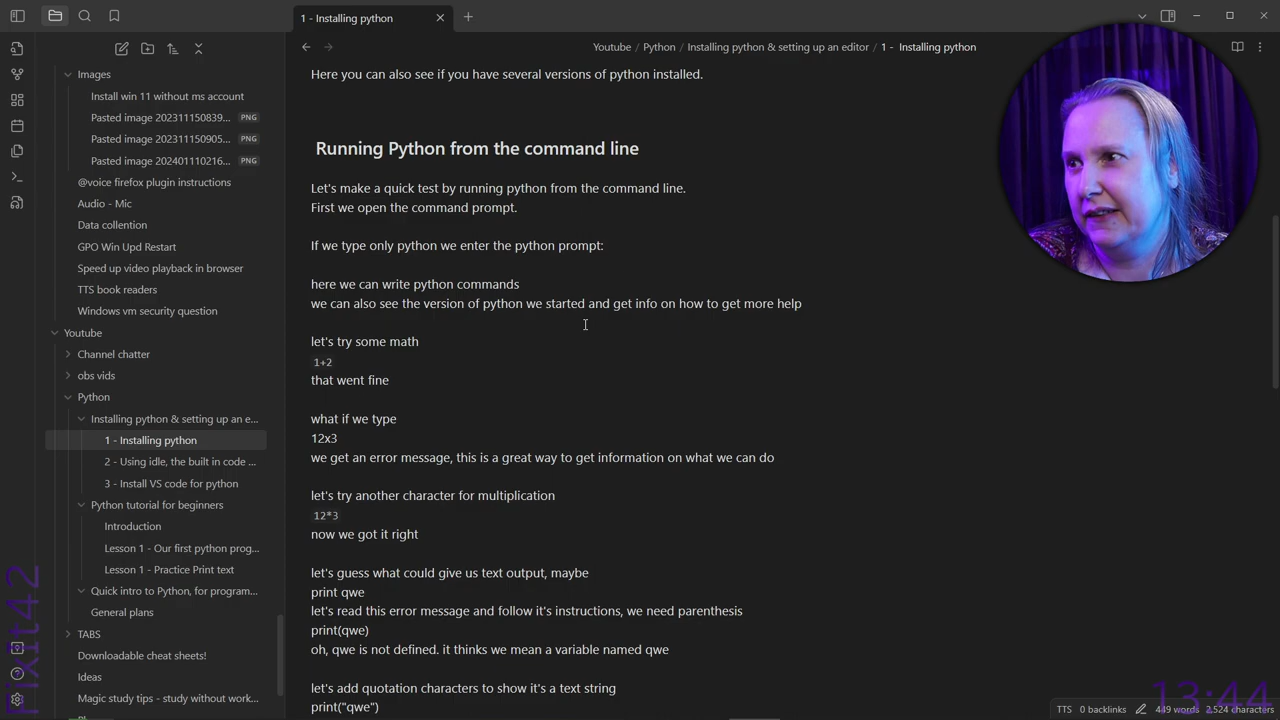 1 - Installing python
Youtube / Python / Installing python & setting up an editor / 1 - Installing python
Images
Install win 11 without ms account
Pasted image 202311150839... PNG
Pasted image 202311150905... PNG
Pasted image 202401110216... PNG
@voice firefox plugin instructions
Audio - Mic
Data collection
GPO Win Upd Restart
Speed up video playback in browser
TTS book readers
Windows vm security question
Youtube
Channel chatter
obs vids
Python
Installing python & setting up an e...
1 - Installing python
2 - Using idle, the built in code ...
3 - Install VS code for python
Python tutorial for beginners
Introduction
Lesson 1 - Our first python prog...
Lesson 1 - Practice Print text
Quick intro to Python, for program...
General plans
TABS
Downloadable cheat sheets!
Ideas
Magic study tips - study without work...
Fixit42
Here you can also see if you have several versions of python installed.
Running Python from the command line
Let's make a quick test by running python from the command line.
First we open the command prompt.
If we type only python we enter the python prompt:
here we can write python commands
we can also see the version of python we started and get info on how to get more help
let's try some math
1+2
that went fine
what if we type
12x3
we get an error message, this is a great way to get information on what we can do
let's try another character for multiplication
12*3
now we got it right
let's guess what could give us text output, maybe
print qwe
let's read this error message and follow it's instructions, we need parenthesis
print(qwe)
oh, qwe is not defined. it thinks we mean a variable named qwe
let's add quotation characters to show it's a text string
print("qwe")
13:44
TTS 0 backlinks 449 words 2,524 characters